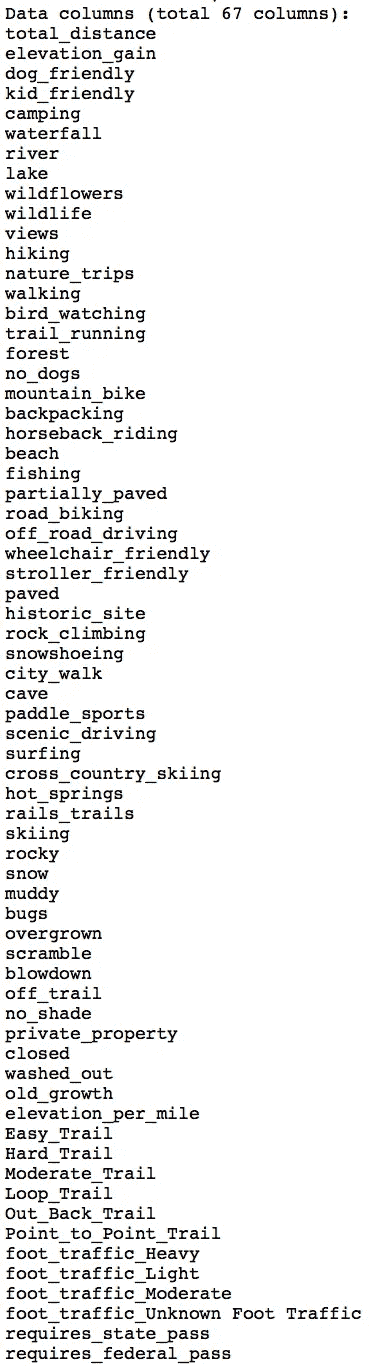 Data columns (total 67 columns):
total_distance
elevation_gain
dog_friendly
kid_friendly
camping
waterfall
river
lake
wildflowers
wildlife
views
hiking
nature_trips
walking
bird_watching
trail_running
forest
no_dogs
mountain_bike
backpacking
horseback_riding
beach
fishing
partially_paved
road_biking
off_road_driving
wheelchair_friendly
stroller_friendly
paved
historic_site
rock_climbing
snowshoeing
city_walk
cave
paddle_sports
scenic_driving
surfing
cross_country_skiing
hot_springs
rails_trails
skiing
rocky
snow
muddy
bugs
overgrown
scramble
blowdown
off_trail
no_shade
private_property
closed
washed_out
old_growth
elevation_per_mile
Easy_Trail
Hard_Trail
Moderate_Trail
Loop_Trail
Out_Back_Trail
Point_to_Point_Trail
foot_traffic_Heavy
foot_traffic_Light
foot_traffic_Moderate
foot_traffic_Unknown Foot Traffic
requires_state_pass
requires_federal_pass